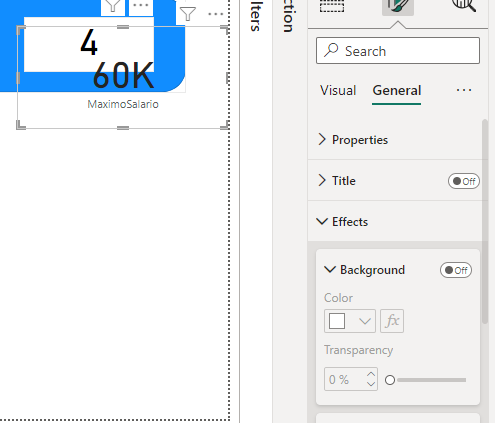 4
60K
MaximoSalario
lters
ction
Search
Visual General
Properties
Title Off
Effects
Background Off
Color
fx
Transparency
0 %